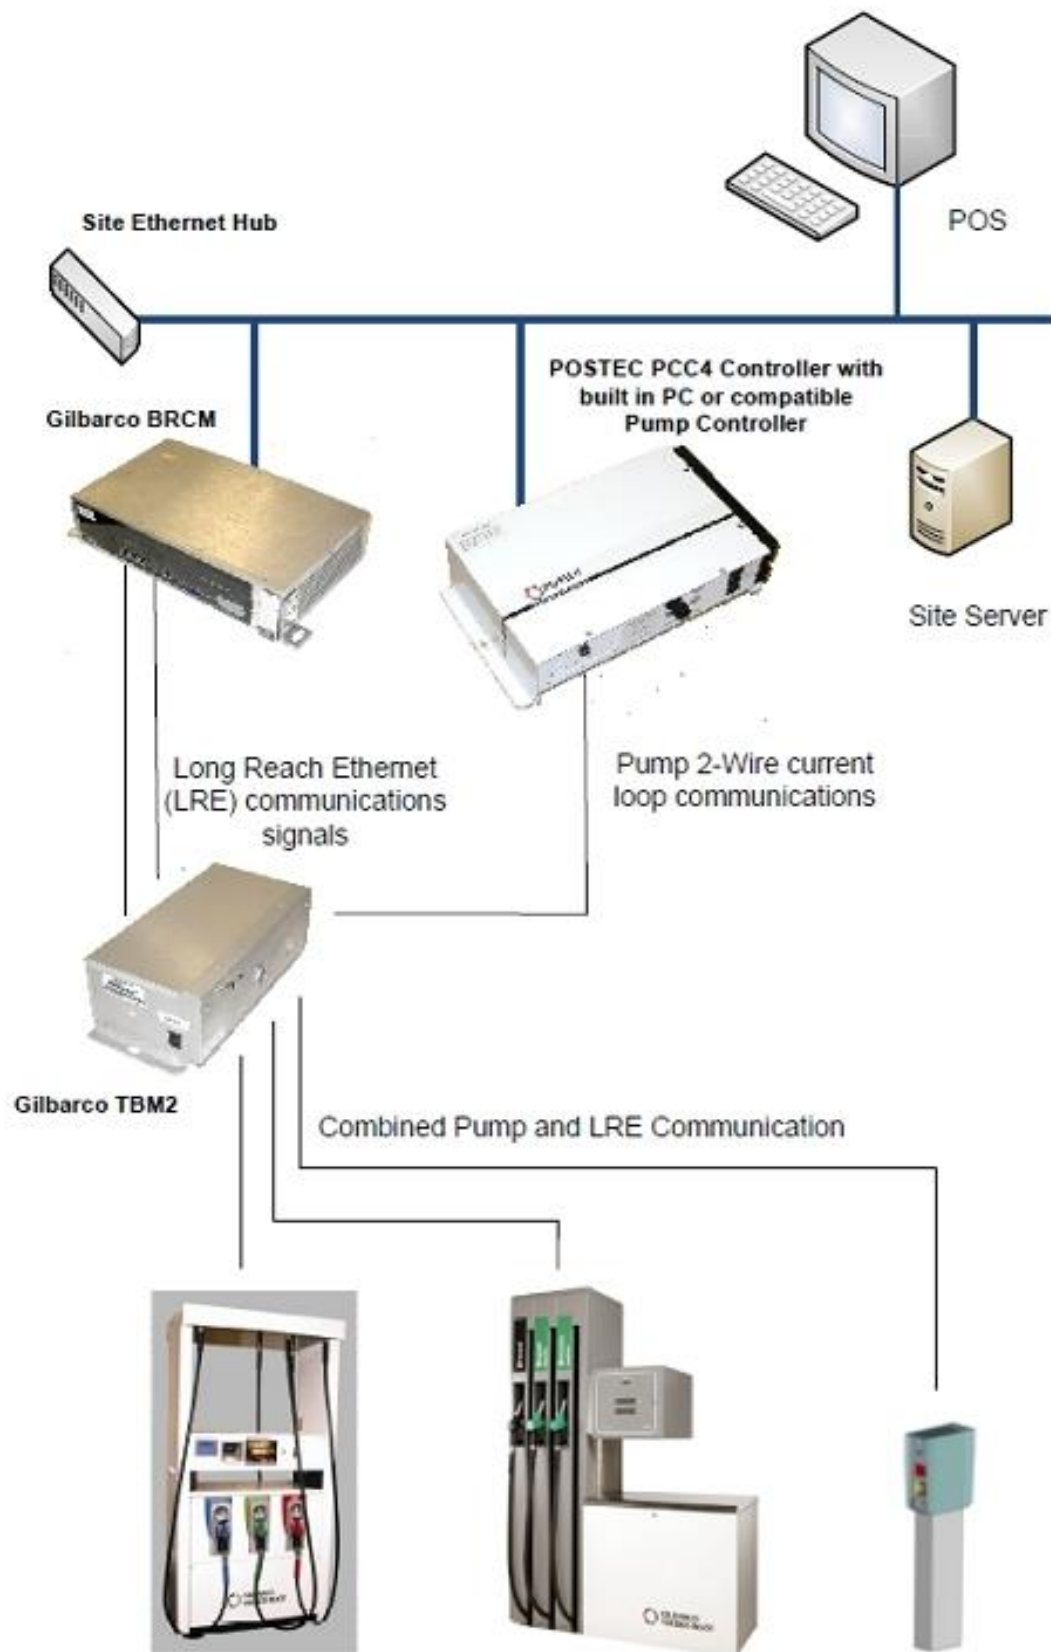 POS
Site Ethernet Hub
POSTEC PCC4 Controller with
built in PC or compatible
Pump Controller
Gilbarco BRCM
Site Server
Long Reach Ethernet
(LRE) communications
signals
Pump 2-Wire current
loop communications
Gilbarco TBM2
Combined Pump and LRE Communication